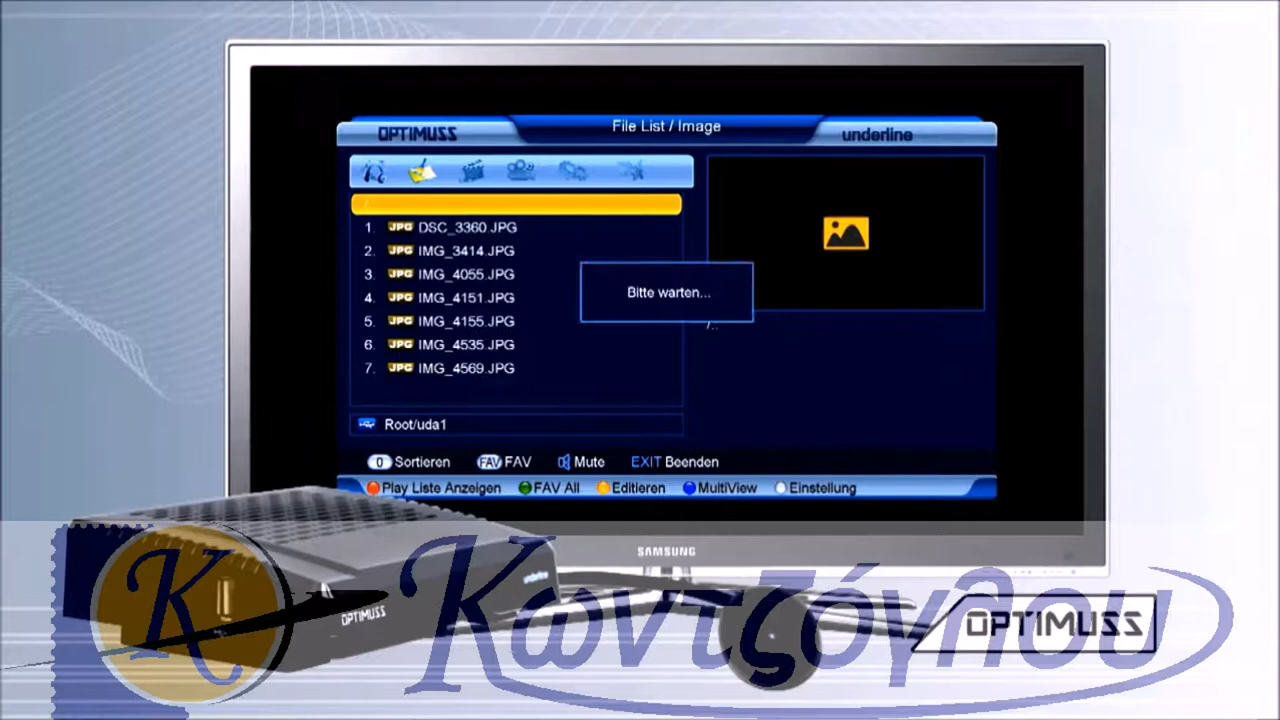 OPTIMUSS
File List / Image
underline
1. JPG DSC_3360.JPG
2. JPG IMG_3414.JPG
3. JPG IMG_4055.JPG
4. JPG IMG_4151.JPG
5. JPG IMG_4155.JPG
6. JPG IMG_4535.JPG
7. JPG IMG_4569.JPG
Bitte warten...
/..
Root/uda1
0 Sortieren FAV FAV Mute EXIT Beenden
Play Liste Anzeigen FAV All Editieren MultiView Einstellung
SAMSUNG
underline
OPTIMUSS
K
Κωντζόγλου
OPTIMUSS